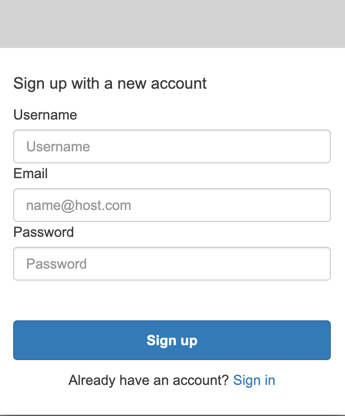 Sign up with a new account
Username
Username
Email
name@host.com
Password
Password
Sign up
Already have an account? Sign in